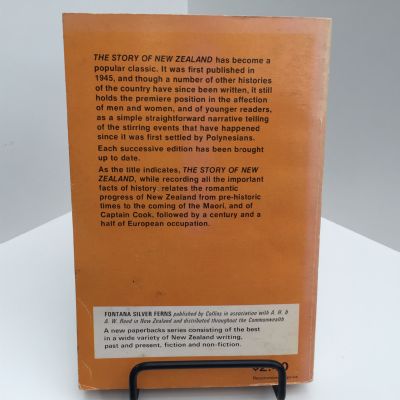 THE STORY OF NEW ZEALAND has become a
popular classic. It was first published in
1945, and though a number of other histories
of the country have since been written, it still
holds the premiere position in the affection
of men and women, and of younger readers,
as a simple straightforward narrative telling
of the stirring events that have happened
since it was first settled by Polynesians.
Each successive edition has been brought
up to date.
As the title indicates, THE STORY OF NEW
ZEALAND, while recording all the important
facts of history, relates the romantic
progress of New Zealand from pre-historic
times to the coming of the Maori, and of
Captain Cook, followed by a century and a
half of European occupation.
FONTANA SILVER FERNS published by Collins in association with A. H. &
A. W. Reed in New Zealand and distributed throughout the Commonwealth
A new paperbacks series consisting of the best
in a wide variety of New Zealand writing,
past and present, fiction and non-fiction.